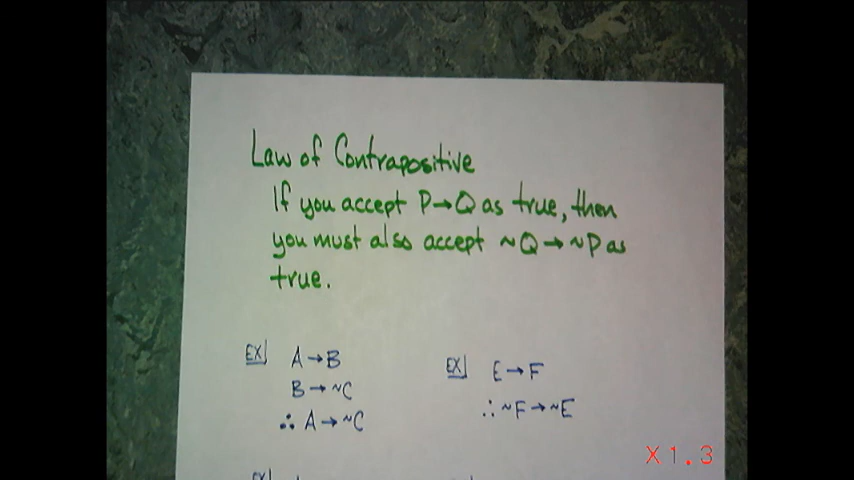 Law of Contrapositive
If you accept P→Q as true, then
you must also accept ~Q→~P as
true.
EX A→B
B→~C
∴ A→~C
EX E→F
∴ ~F→~E
EX
X1.3